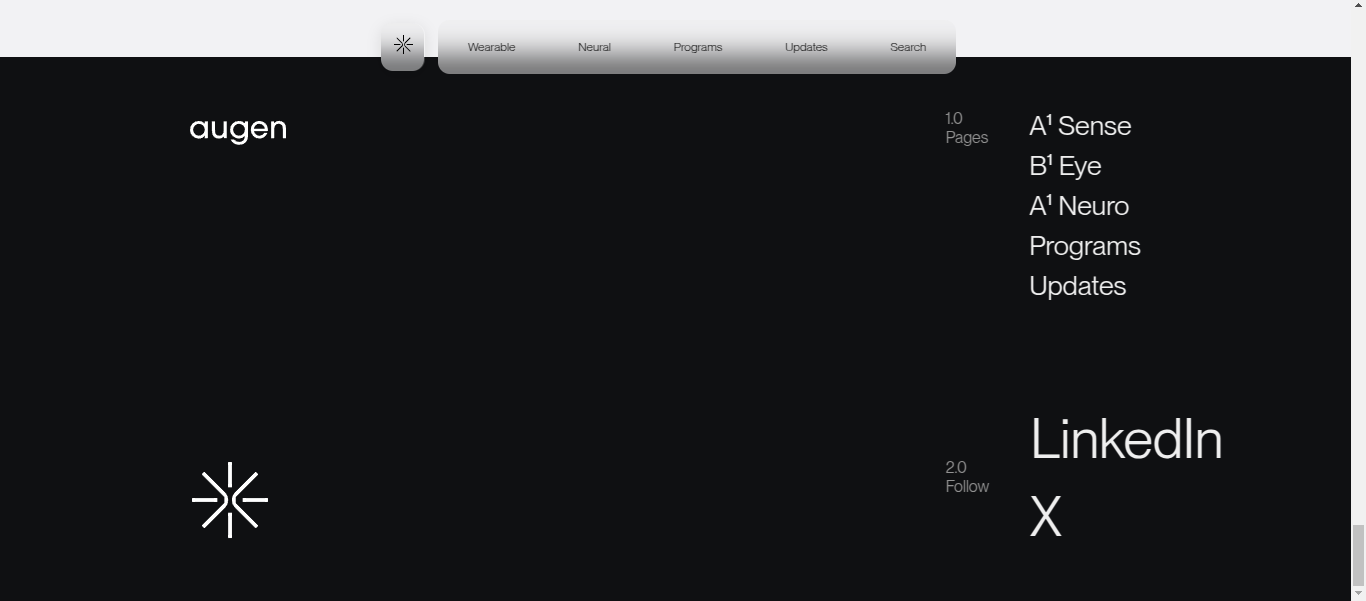 Wearable
Neural
Programs
Updates
Search
augen
1.0
Pages
A¹ Sense
B¹ Eye
A¹ Neuro
Programs
Updates
2.0
Follow
LinkedIn
X